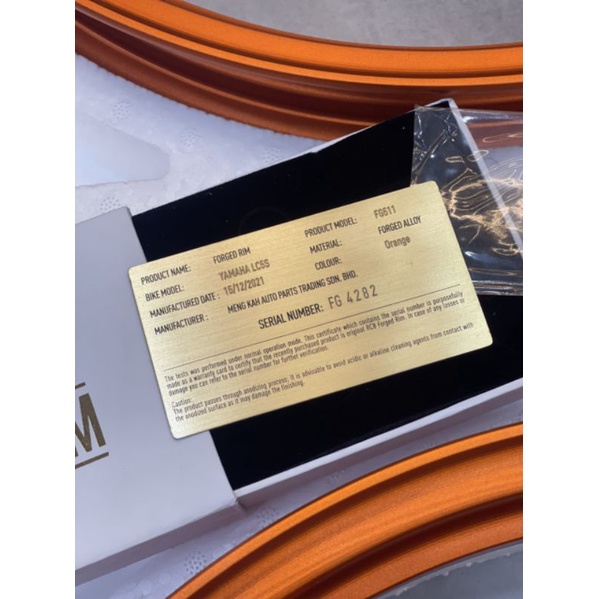 PRODUCT NAME: FORGED RIM PRODUCT MODEL: FG511
BIKE MODEL: YAMAHA LC5S MATERIAL: FORGED ALLOY
MANUFACTURED DATE : 15/12/2021 COLOUR: Orange
MANUFACTURER : MENG KAH AUTO PARTS TRADING SDN. BHD.
SERIAL NUMBER: FG 4282
The tests was performed under normal operation mode. This certificate which contains the serial number is purposefully
made as a warranty card to certify that the recently purchased product is original RCB Forged Rim. In case of any losses or
damage you can refer to the serial number for further verification.
Caution:
The product passes through anodizing process; it is advisable to avoid acidic or alkaline cleaning agents from contact with
the anodized surface as it may damage the finishing.
M